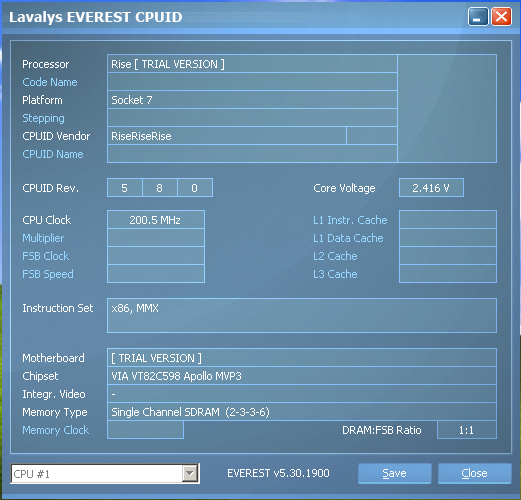 Lavalys EVEREST CPUID
Processor Rise [ TRIAL VERSION ]
Code Name
Platform Socket 7
Stepping
CPUID Vendor RiseRiseRise
CPUID Name
CPUID Rev. 5 8 0 Core Voltage 2.416 V
CPU Clock 200.5 MHz L1 Instr. Cache
Multiplier L1 Data Cache
FSB Clock L2 Cache
FSB Speed L3 Cache
Instruction Set x86, MMX
Motherboard [ TRIAL VERSION ]
Chipset VIA VT82C598 Apollo MVP3
Integr. Video -
Memory Type Single Channel SDRAM (2-3-3-6)
Memory Clock DRAM:FSB Ratio 1:1
CPU #1 EVEREST v5.30.1900 Save Close